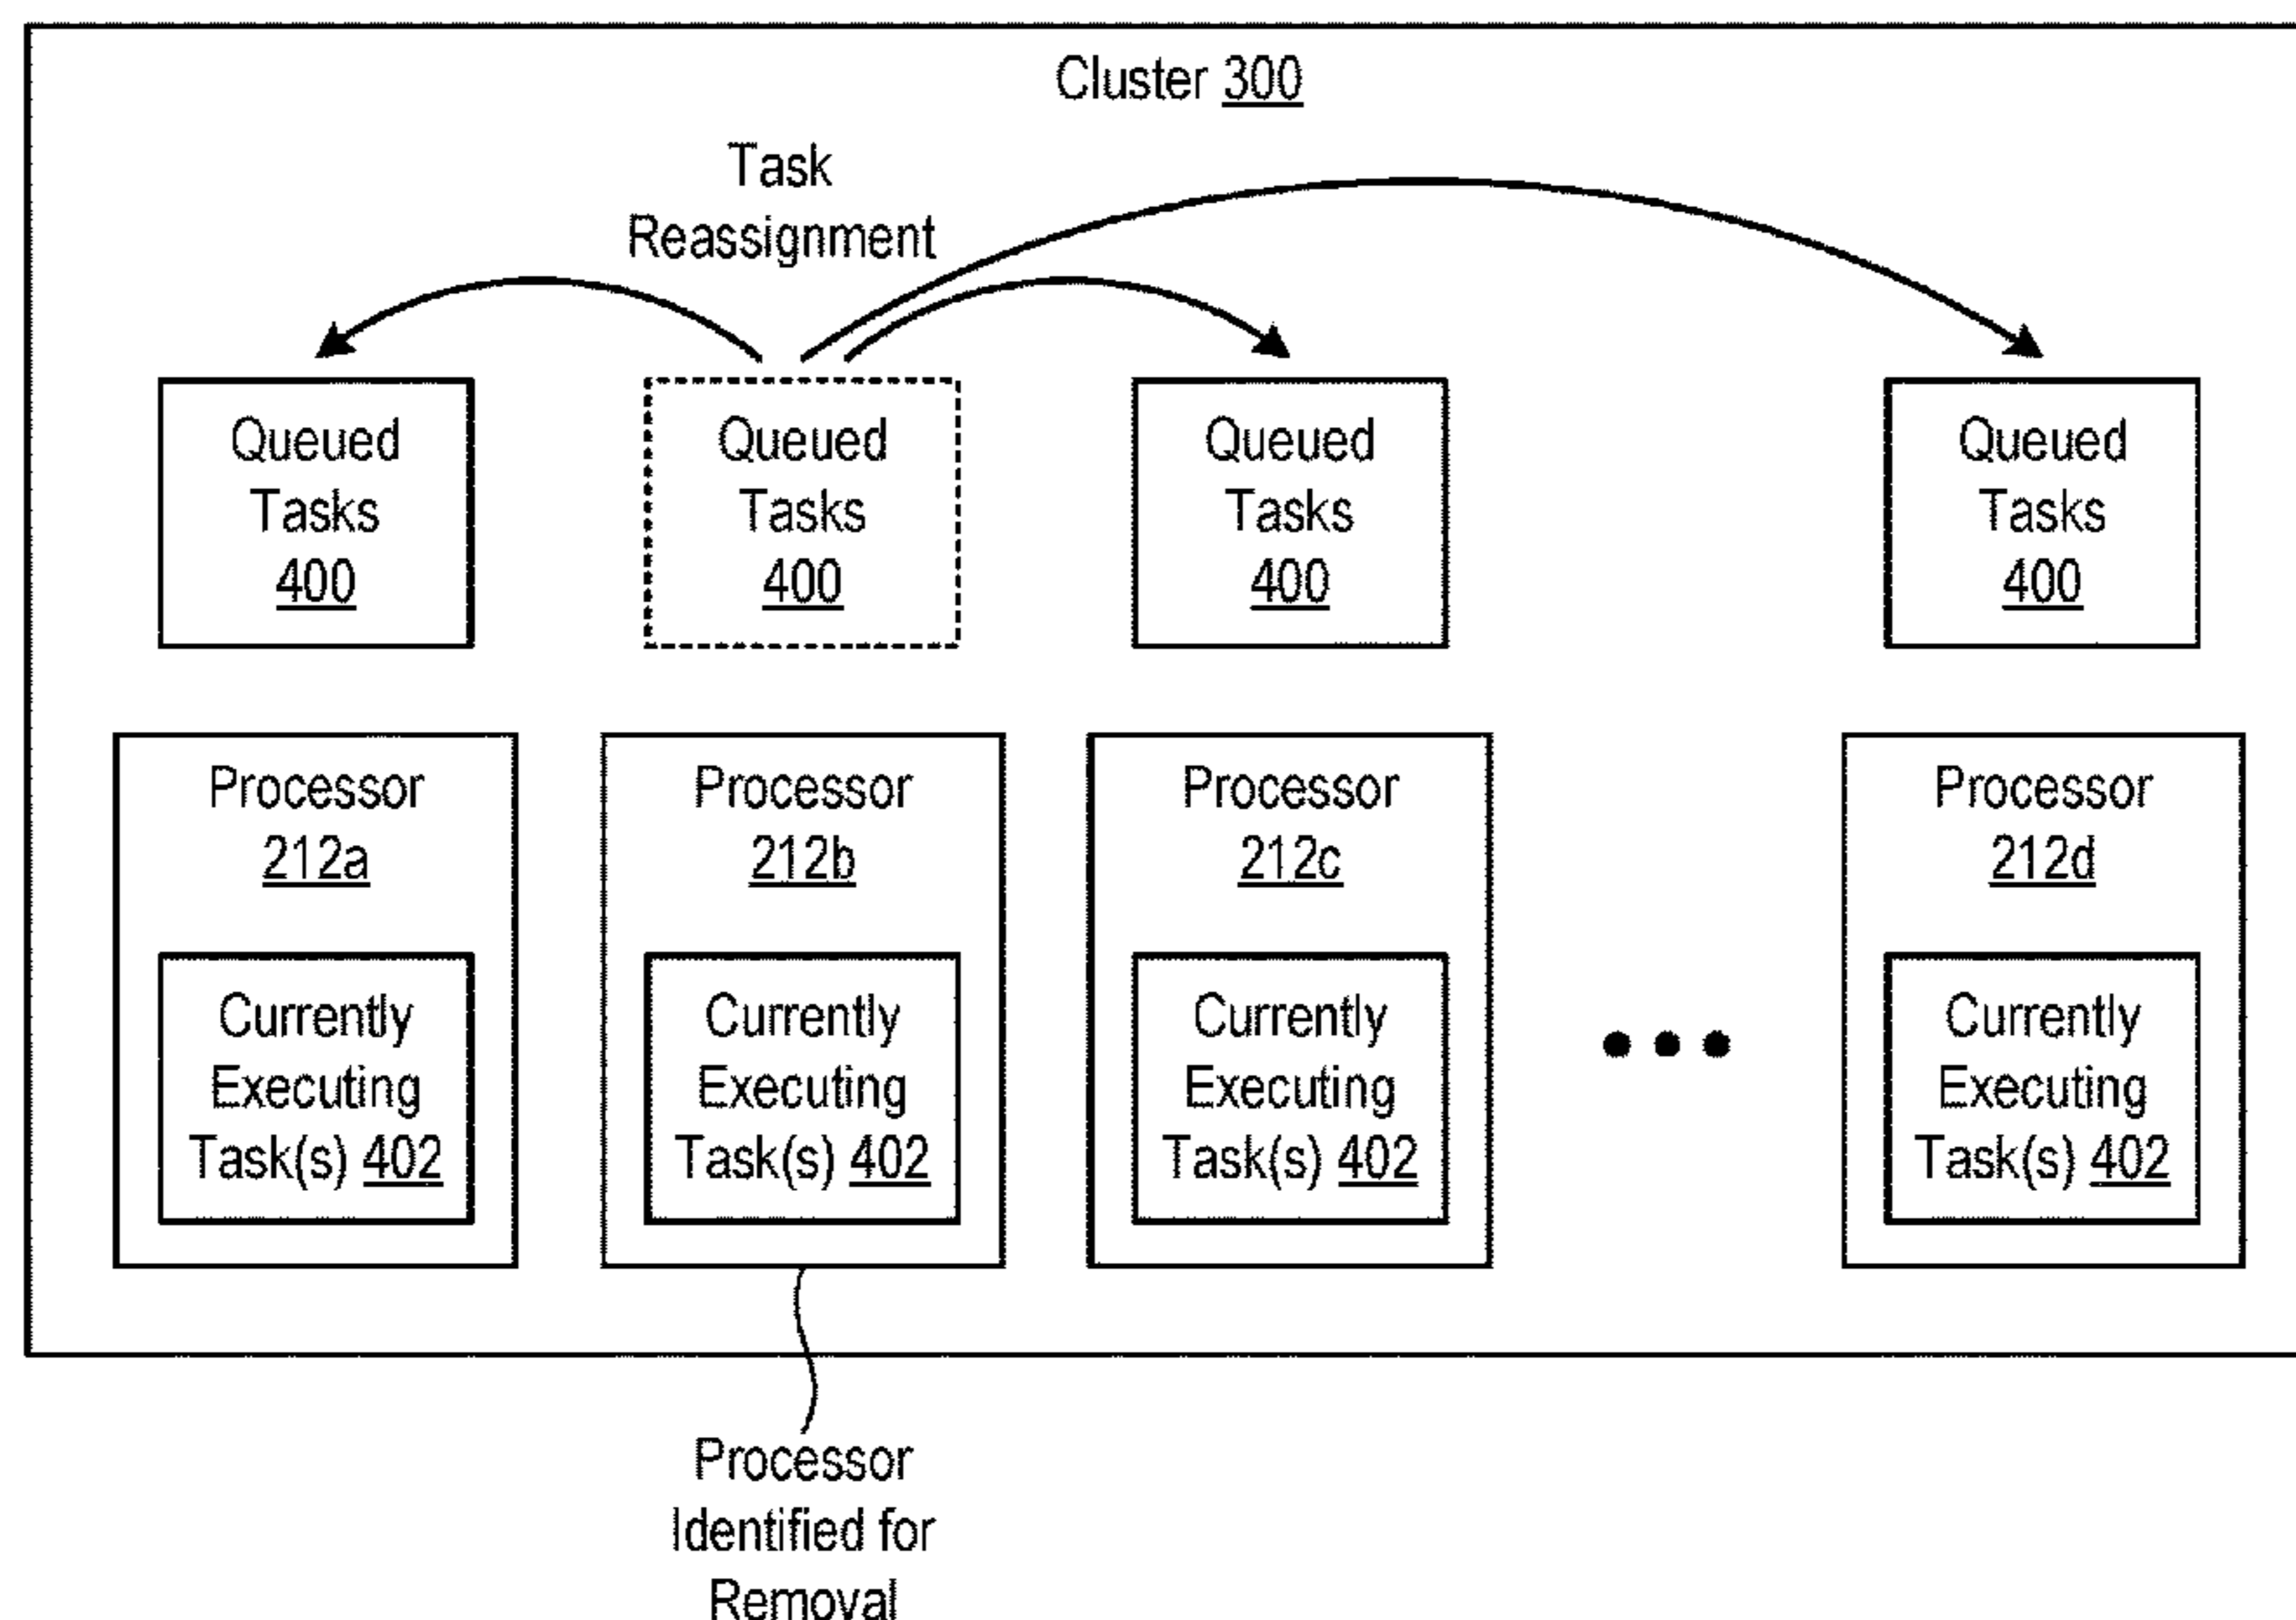 Cluster 300
Task
Reassignment
Queued
Tasks
400
Queued
Tasks
400
Queued
Tasks
400
Queued
Tasks
400
Processor
212a
Currently
Executing
Task(s) 402
Processor
212b
Currently
Executing
Task(s) 402
Processor
212c
Currently
Executing
Task(s) 402
Processor
212d
Currently
Executing
Task(s) 402
Processor
Identified for
Removal